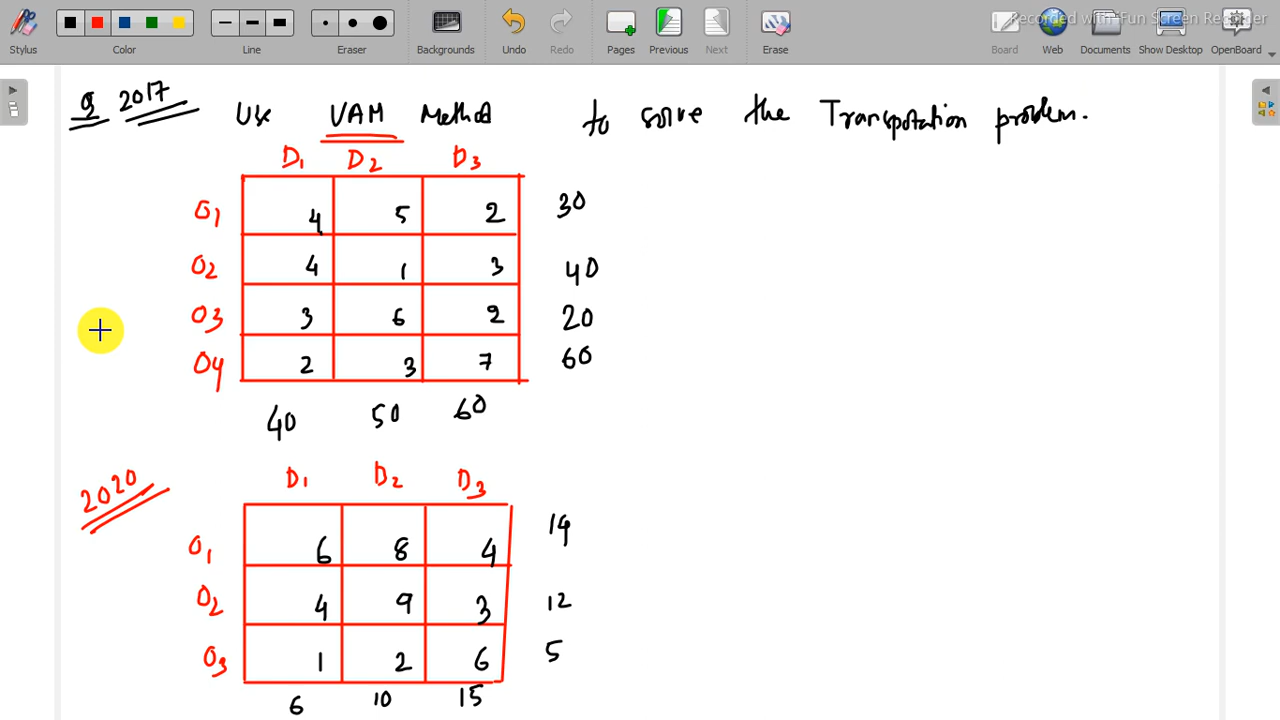 Recorded with iFun Screen Recorder
Stylus Color Line Eraser Backgrounds Undo Redo Pages Previous Next Erase Board Web Documents Show Desktop OpenBoard
Q 2017 Use VAM Method to solve the Transpotation problem.
D1 D2 D3
O1 4 5 2 30
O2 4 1 3 40
O3 3 6 2 20
O4 2 3 7 60
40 50 60
2020 D1 D2 D3
O1 6 8 4 14
O2 4 9 3 12
O3 1 2 6 5
6 10 15